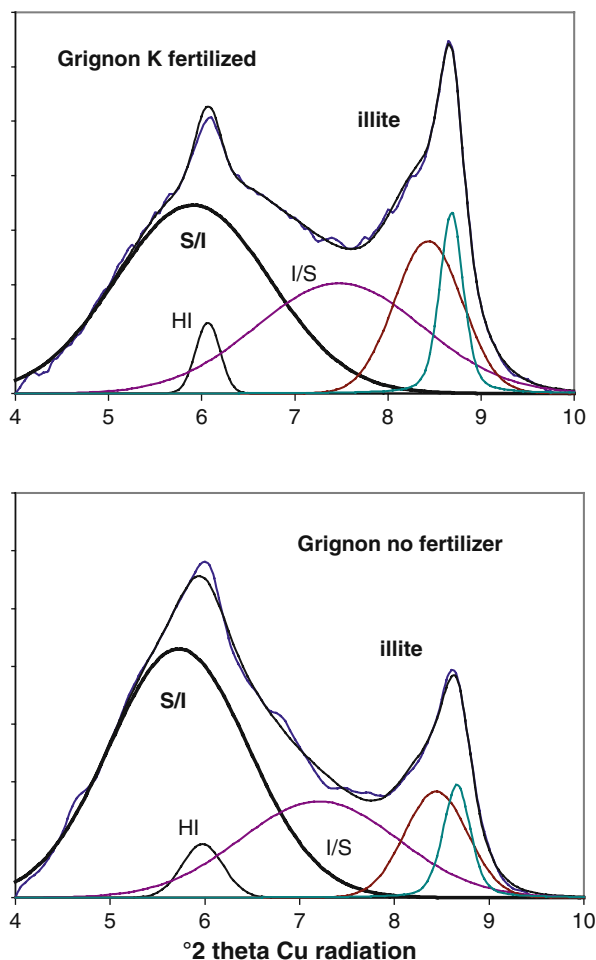 Grignon K fertilized
illite
S/I
I/S
HI
4 5 6 7 8 9 10
Grignon no fertilizer
illite
S/I
HI
I/S
4 5 6 7 8 9 10
°2 theta Cu radiation